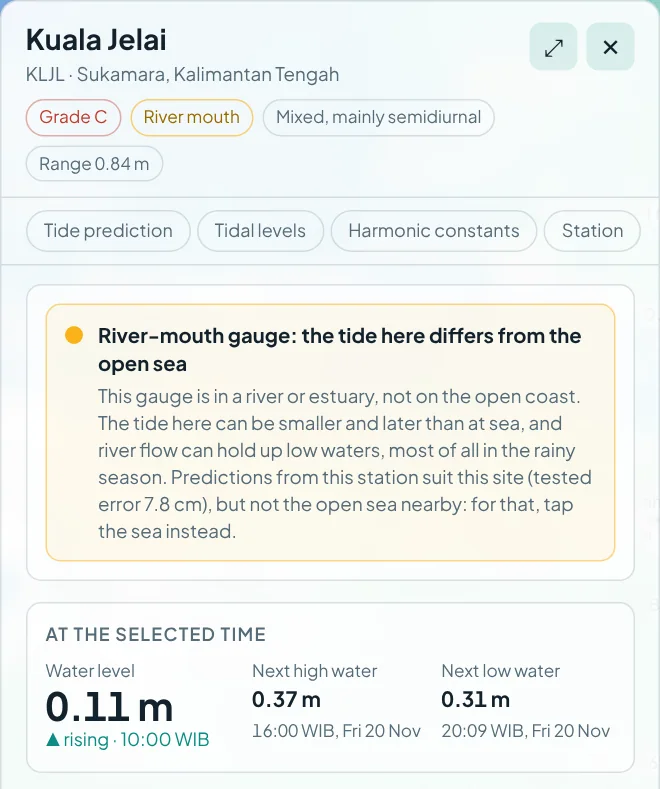 Kuala Jelai
KLJL · Sukamara, Kalimantan Tengah
Grade C
River mouth
Mixed, mainly semidiurnal
Range 0.84 m
Tide prediction
Tidal levels
Harmonic constants
Station
River-mouth gauge: the tide here differs from the
open sea
This gauge is in a river or estuary, not on the open coast.
The tide here can be smaller and later than at sea, and
river flow can hold up low waters, most of all in the rainy
season. Predictions from this station suit this site (tested
error 7.8 cm), but not the open sea nearby: for that, tap
the sea instead.
AT THE SELECTED TIME
Water level
Next high water
Next low water
0.11 m
0.37 m
0.31 m
▲ rising · 10:00 WIB
16:00 WIB, Fri 20 Nov
20:09 WIB, Fri 20 Nov